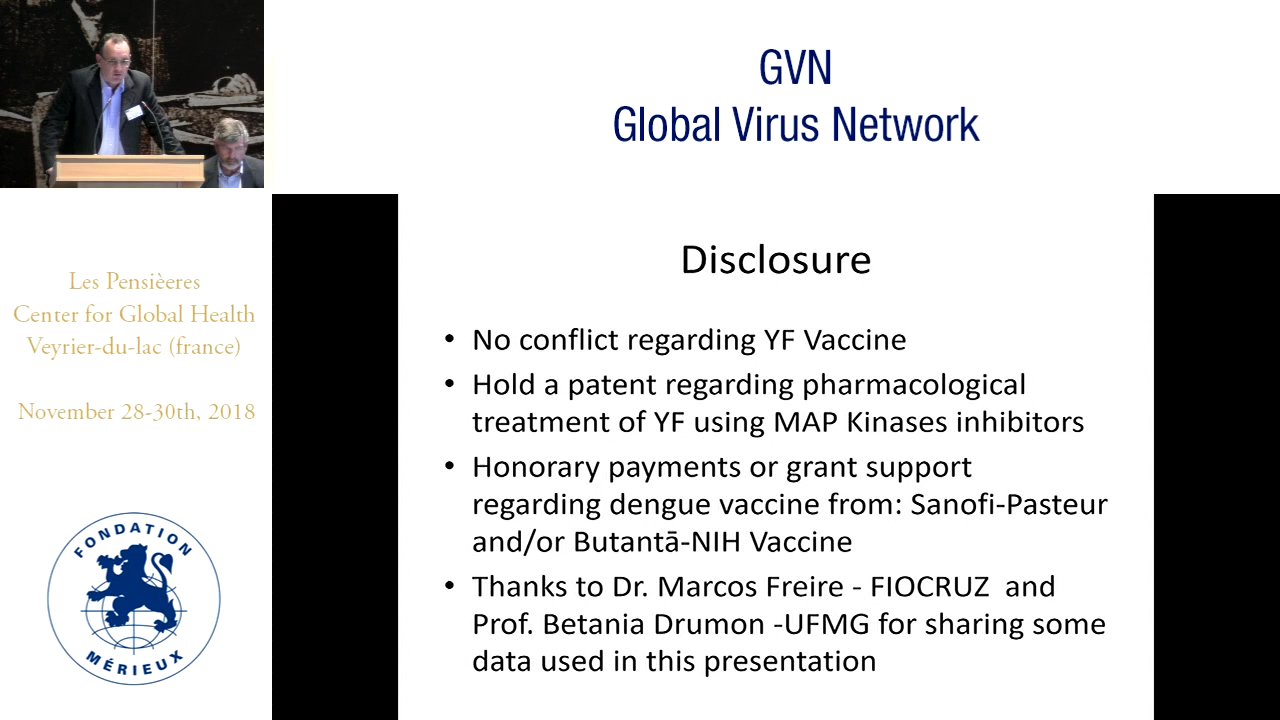 GVN
Global Virus Network
Les Pensièeres
Center for Global Health
Veyrier-du-lac (france)
November 28-30th, 2018
FONDATION
MÉRIEUX
Disclosure
• No conflict regarding YF Vaccine
• Hold a patent regarding pharmacological
treatment of YF using MAP Kinases inhibitors
• Honorary payments or grant support
regarding dengue vaccine from: Sanofi-Pasteur
and/or Butantā-NIH Vaccine
• Thanks to Dr. Marcos Freire - FIOCRUZ  and
Prof. Betania Drumon -UFMG for sharing some
data used in this presentation